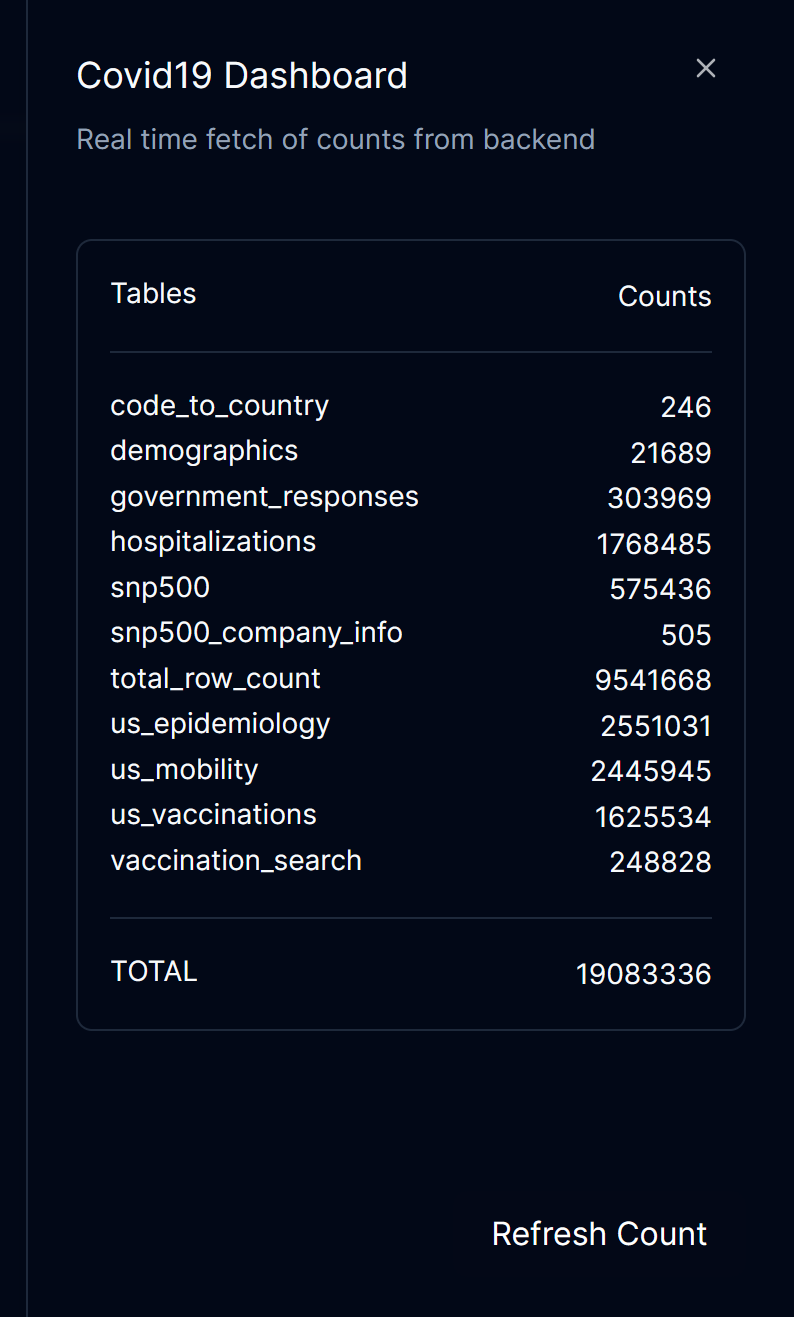 Covid19 Dashboard
Real time fetch of counts from backend
Tables Counts
code_to_country 246
demographics 21689
government_responses 303969
hospitalizations 1768485
snp500 575436
snp500_company_info 505
total_row_count 9541668
us_epidemiology 2551031
us_mobility 2445945
us_vaccinations 1625534
vaccination_search 248828
TOTAL 19083336
Refresh Count